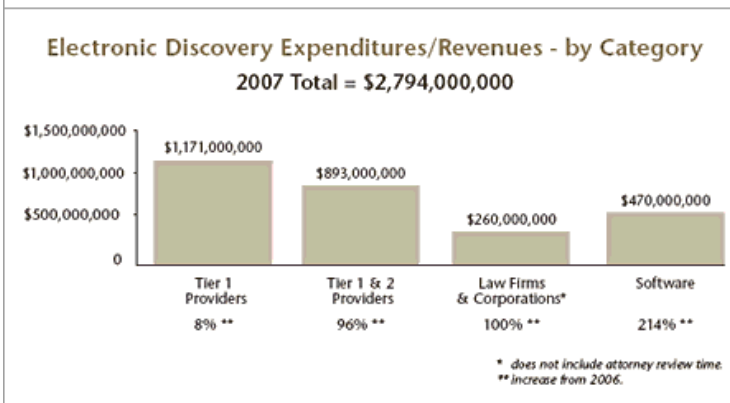 Electronic Discovery Expenditures/Revenues - by Category
2007 Total = $2,794,000,000
$1,500,000,000
$1,000,000,000
$500,000,000
0
$1,171,000,000
$893,000,000
$260,000,000
$470,000,000
Tier 1
Providers
8% **
Tier 1 & 2
Providers
96% **
Law Firms
& Corporations*
100% **
Software
214% **
* does not include attorney review time.
** increase from 2006.